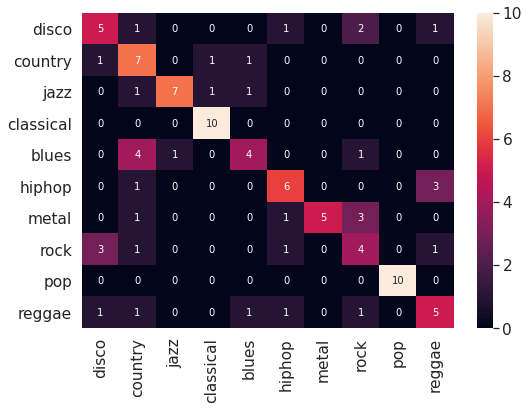 disco 5 1 0 0 0 1 0 2 0 1
country 1 7 0 1 1 0 0 0 0 0
jazz 0 1 7 1 1 0 0 0 0 0
classical 0 0 0 10 0 0 0 0 0 0
blues 0 4 1 0 4 0 0 1 0 0
hiphop 0 1 0 0 0 6 0 0 0 3
metal 0 1 0 0 0 1 5 3 0 0
rock 3 1 0 0 0 1 0 4 0 1
pop 0 0 0 0 0 0 0 0 10 0
reggae 1 1 0 0 1 1 0 1 0 5
disco country jazz classical blues hiphop metal rock pop reggae
10
8
6
4
2
0